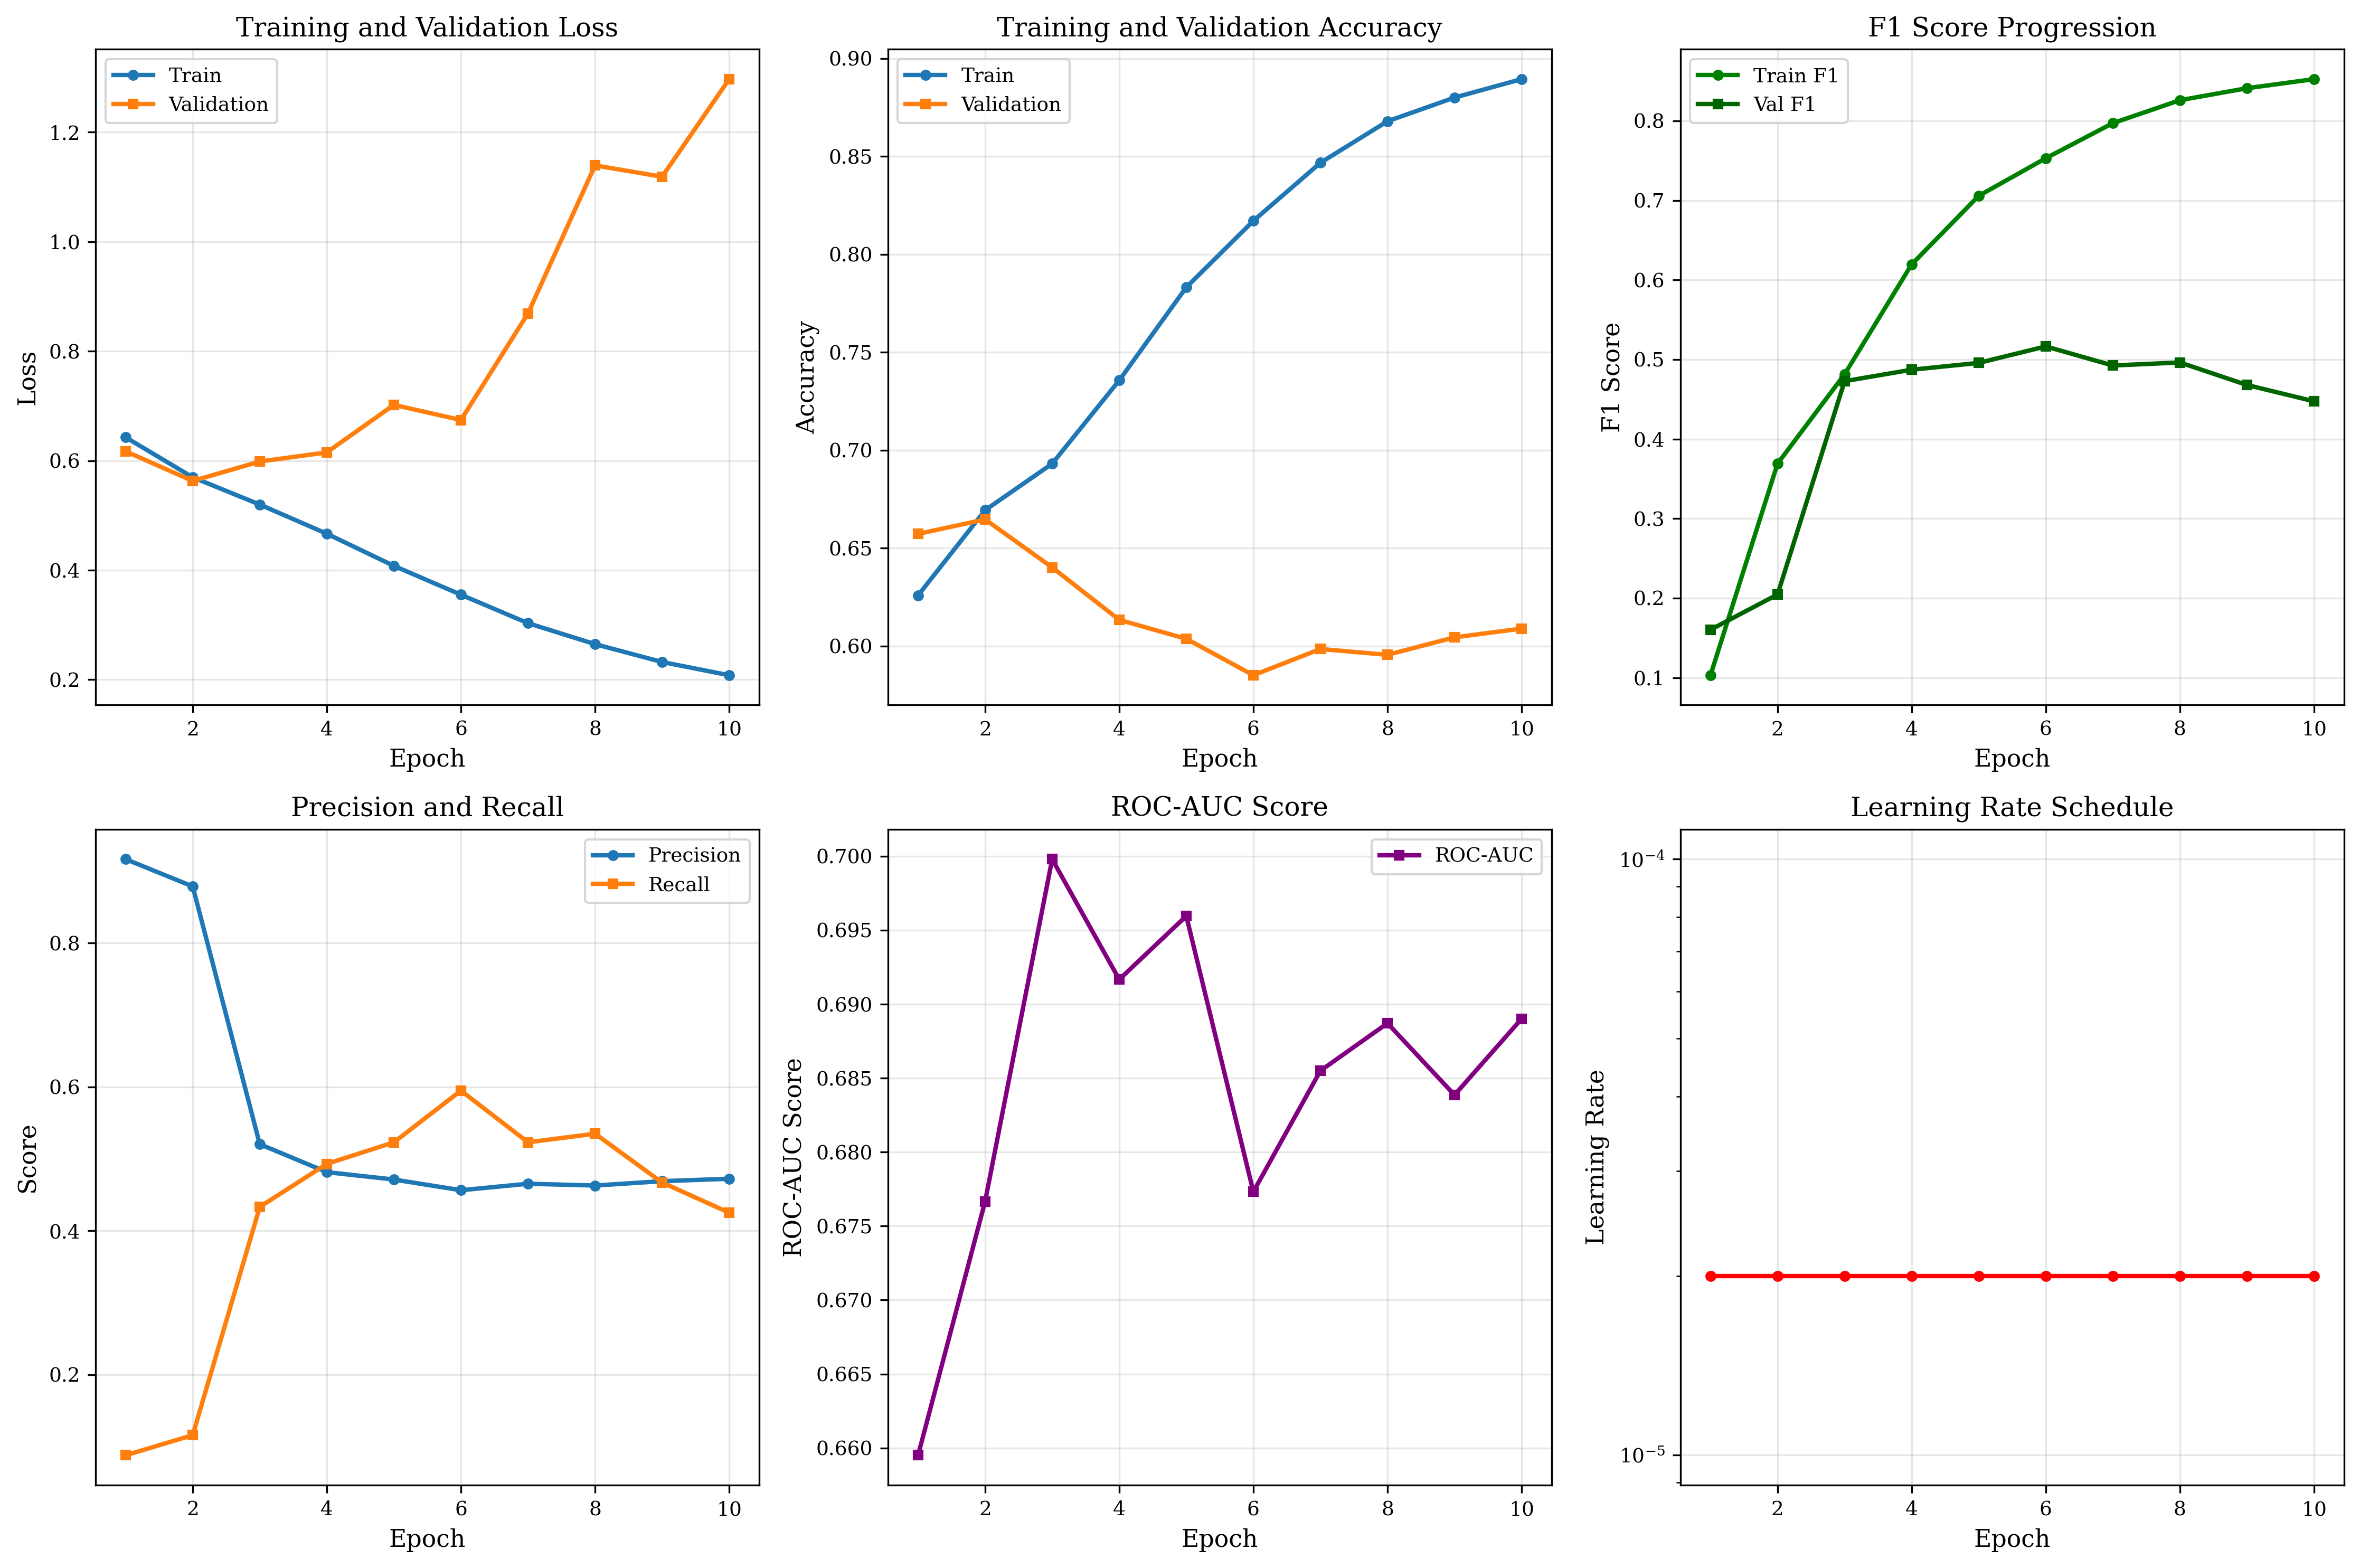 Training and Validation Loss
Train
Validation
1.2
1.0
0.8
0.6
0.4
0.2
Loss
2 4 6 8 10
Epoch
Training and Validation Accuracy
Train
Validation
0.90
0.85
0.80
0.75
0.70
0.65
0.60
Accuracy
2 4 6 8 10
Epoch
F1 Score Progression
Train F1
Val F1
0.8
0.7
0.6
0.5
0.4
0.3
0.2
0.1
F1 Score
2 4 6 8 10
Epoch
Precision and Recall
Precision
Recall
0.8
0.6
0.4
0.2
Score
2 4 6 8 10
Epoch
ROC-AUC Score
ROC-AUC
0.700
0.695
0.690
0.685
0.680
0.675
0.670
0.665
0.660
ROC-AUC Score
2 4 6 8 10
Epoch
Learning Rate Schedule
10⁻⁴
10⁻⁵
Learning Rate
2 4 6 8 10
Epoch